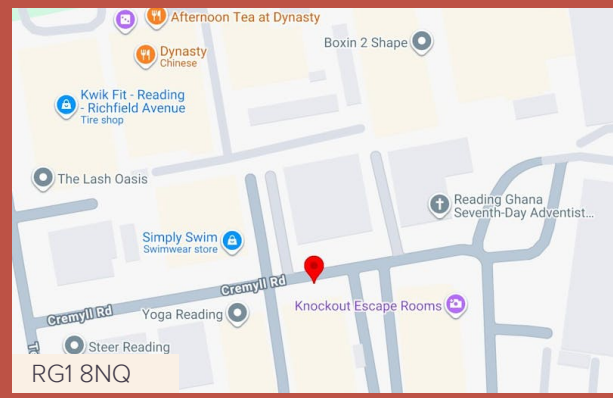 Afternoon Tea at Dynasty
Boxin 2 Shape
Dynasty
Chinese
Kwik Fit - Reading
- Richfield Avenue
Tire shop
The Lash Oasis
Reading Ghana
Seventh-Day Adventist...
Simply Swim
Swimwear store
Cremyll Rd
Knockout Escape Rooms
Cremyll Rd
Yoga Reading
Steer Reading
RG1 8NQ